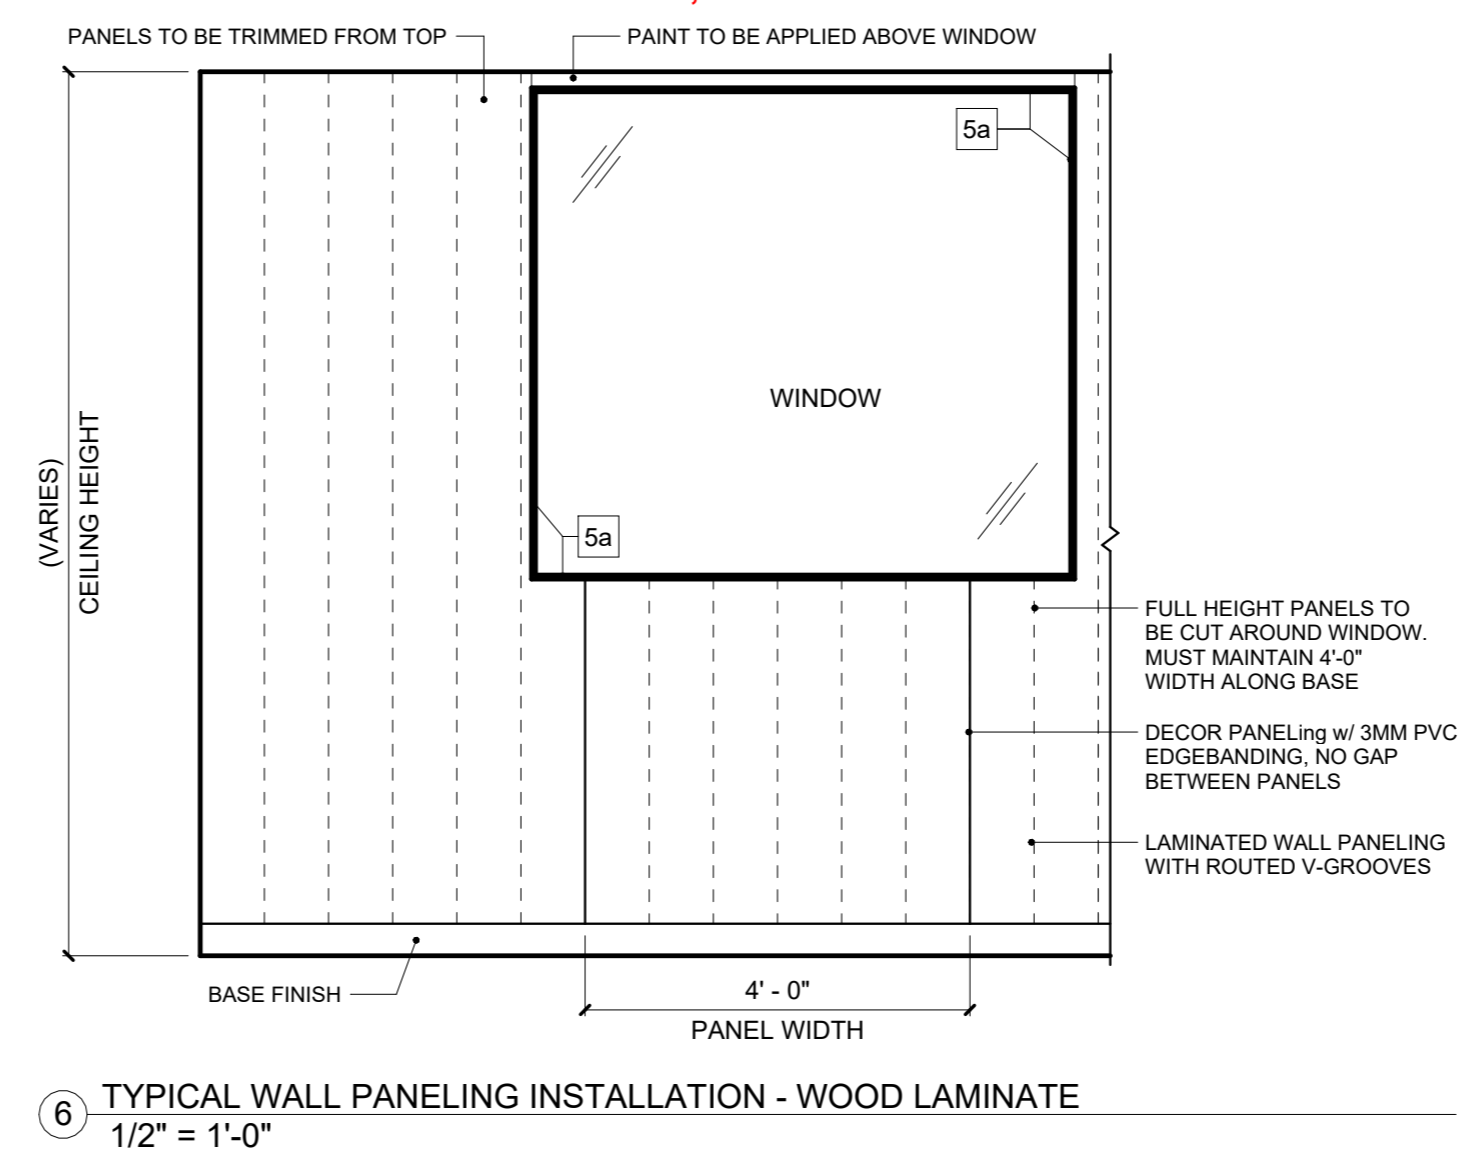 PANELS TO BE TRIMMED FROM TOP
PAINT TO BE APPLIED ABOVE WINDOW
5a
WINDOW
(VARIES)
CEILING HEIGHT
5a
FULL HEIGHT PANELS TO
BE CUT AROUND WINDOW.
MUST MAINTAIN 4'-0"
WIDTH ALONG BASE
DECOR PANELing w/ 3MM PVC
EDGEBANDING, NO GAP
BETWEEN PANELS
LAMINATED WALL PANELING
WITH ROUTED V-GROOVES
BASE FINISH
4' - 0"
PANEL WIDTH
6
TYPICAL WALL PANELING INSTALLATION - WOOD LAMINATE
1/2" = 1'-0"